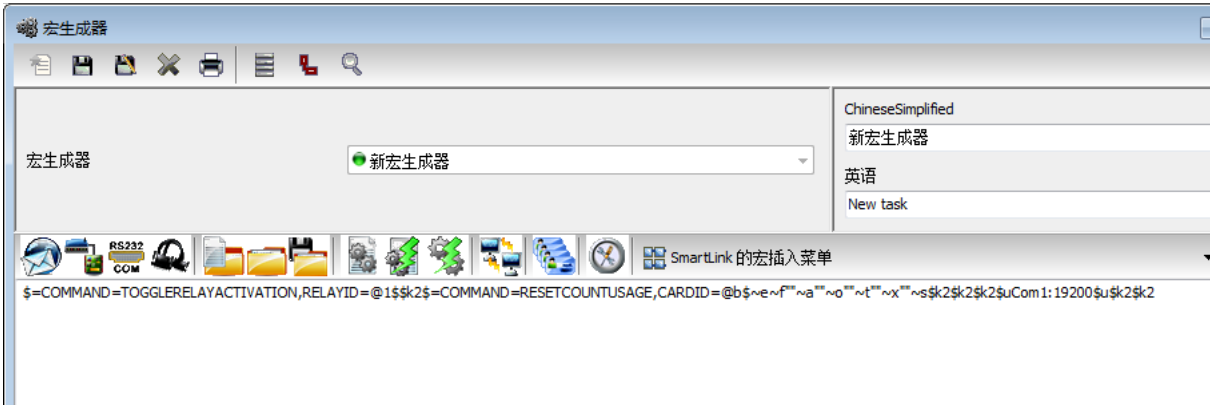 宏生成器
ChineseSimplified
新宏生成器
宏生成器
新宏生成器
英语
New task
RS232
COM
SmartLink 的宏插入菜单
$=COMMAND=TOGGLERELAYACTIVATION,RELAYID=@1$$k2$=COMMAND=RESETCOUNTUSAGE,CARDID=@b$~e~f""~a""~o""~t""~x""~s$k2$k2$k2$uCom1:19200$u$k2$k2